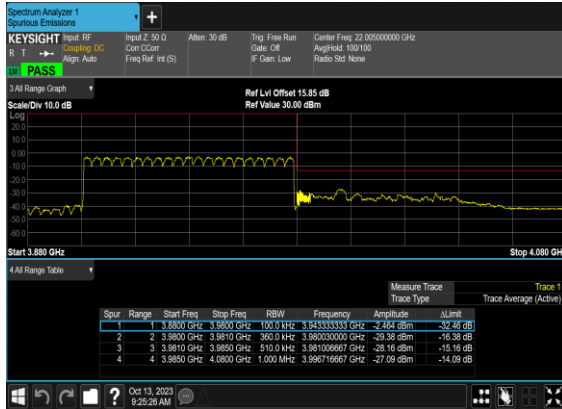 Spectrum Analyzer 1
Spurious Emissions
KEYSIGHT Input: RF Input Z: 50 Ω Atten: 30 dB Trig: Free Run Center Freq: 22.005000000 GHz
R T Coupling: DC Corr CCorr Gate: Off Avg|Hold: 100/100
Align: Auto Freq Ref: Int (S) IF Gain: Low Radio Std: None
PASS
3 All Range Graph
Ref Lvl Offset 15.85 dB
Scale/Div 10.0 dB Ref Value 30.00 dBm
Log
20.0
10.0
0.00
-10.0
-20.0
-30.0
-40.0
-50.0
-60.0
Start 3.880 GHz Stop 4.080 GH
4 All Range Table
Measure Trace Trace 1
Trace Type Trace Average (Active)
Spur Range Start Freq Stop Freq RBW Frequency Amplitude ΔLimit
1 1 3.8800 GHz 3.9800 GHz 100.0 kHz 3.943333333 GHz -2.464 dBm -32.46 dB
2 2 3.9800 GHz 3.9810 GHz 360.0 kHz 3.980030000 GHz -29.38 dBm -16.38 dB
3 3 3.9810 GHz 3.9850 GHz 510.0 kHz 3.981006667 GHz -28.16 dBm -15.16 dB
4 4 3.9850 GHz 4.0800 GHz 1.000 MHz 3.996716667 GHz -27.09 dBm -14.09 dB
Oct 13, 2023
9:25:26 AM